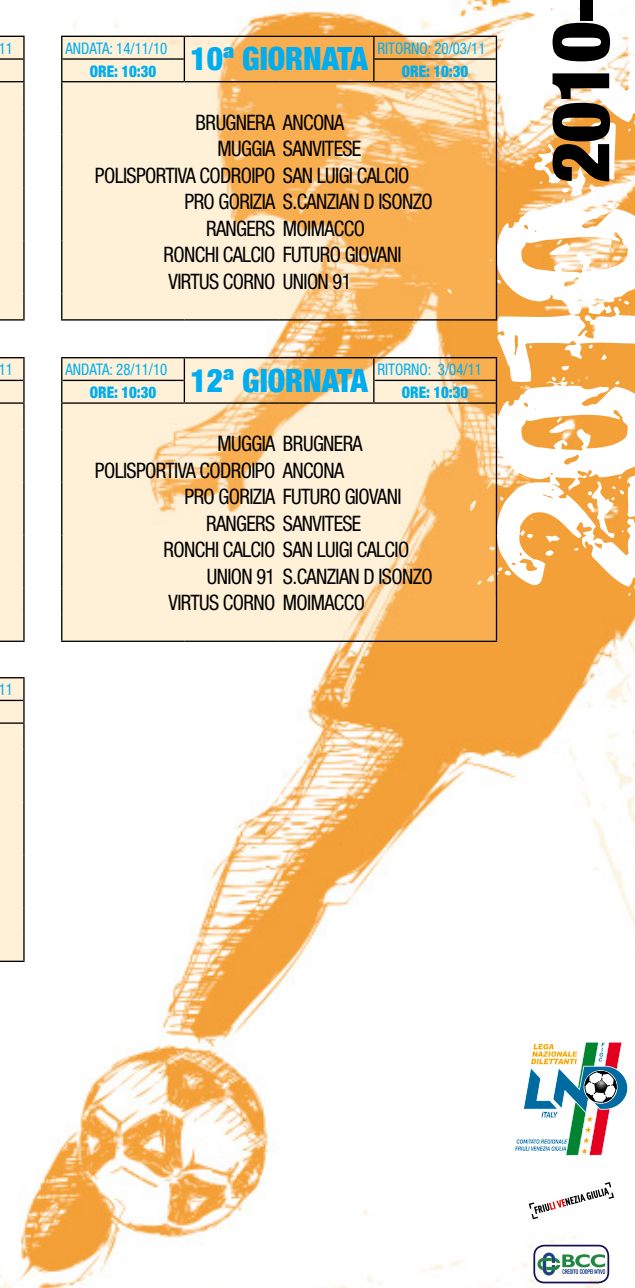 11
ANDATA: 14/11/10
ORE: 10:30
10ª GIORNATA
RITORNO: 20/03/11
ORE: 10:30
BRUGNERA ANCONA
MUGGIA SANVITESE
POLISPORTIVA CODROIPO SAN LUIGI CALCIO
PRO GORIZIA S.CANZIAN D ISONZO
RANGERS MOIMACCO
RONCHI CALCIO FUTURO GIOVANI
VIRTUS CORNO UNION 91
11
ANDATA: 28/11/10
ORE: 10:30
12ª GIORNATA
RITORNO: 3/04/11
ORE: 10:30
MUGGIA BRUGNERA
POLISPORTIVA CODROIPO ANCONA
PRO GORIZIA FUTURO GIOVANI
RANGERS SANVITESE
RONCHI CALCIO SAN LUIGI CALCIO
UNION 91 S.CANZIAN D ISONZO
VIRTUS CORNO MOIMACCO
11
2010-
2010
LEGA
NAZIONALE
DILETTANTI
FIGC
LND
ITALY
COMITATO REGIONALE
FRIULI VENEZIA GIULIA
FRIULI VENEZIA GIULIA
BCC
CREDITO COOPERATIVO